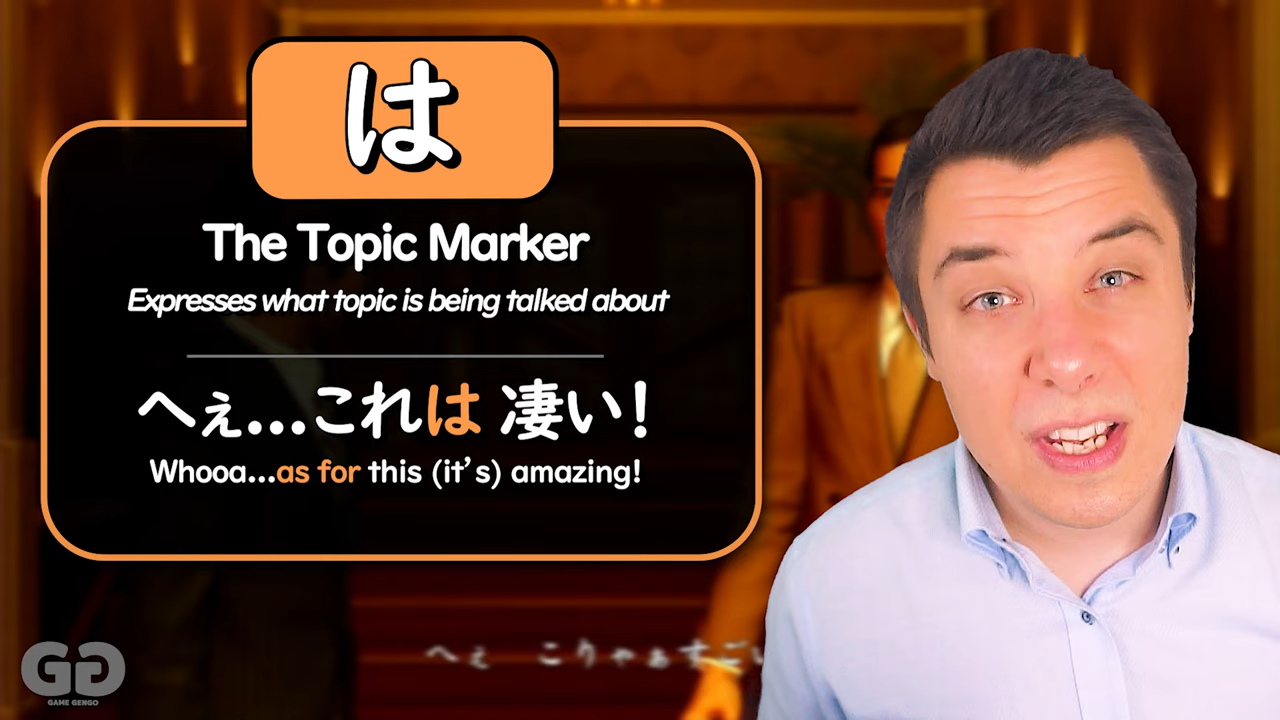 は
The Topic Marker
Expresses what topic is being talked about
へぇ...これは 凄い!
Whooa...as for this (it's) amazing!
へぇ こりゃぁすごい
GG
GAME GENGO